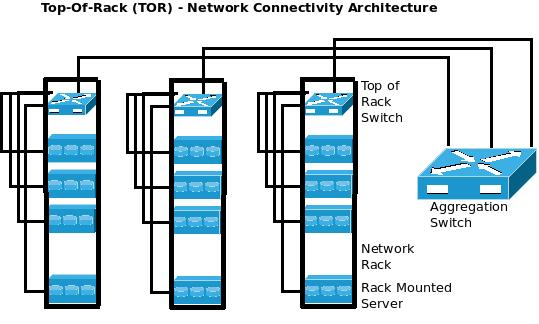 Top-Of-Rack (TOR) - Network Connectivity Architecture
Top of
Rack
Switch
Aggregation
Switch
Network
Rack
Rack Mounted
Server